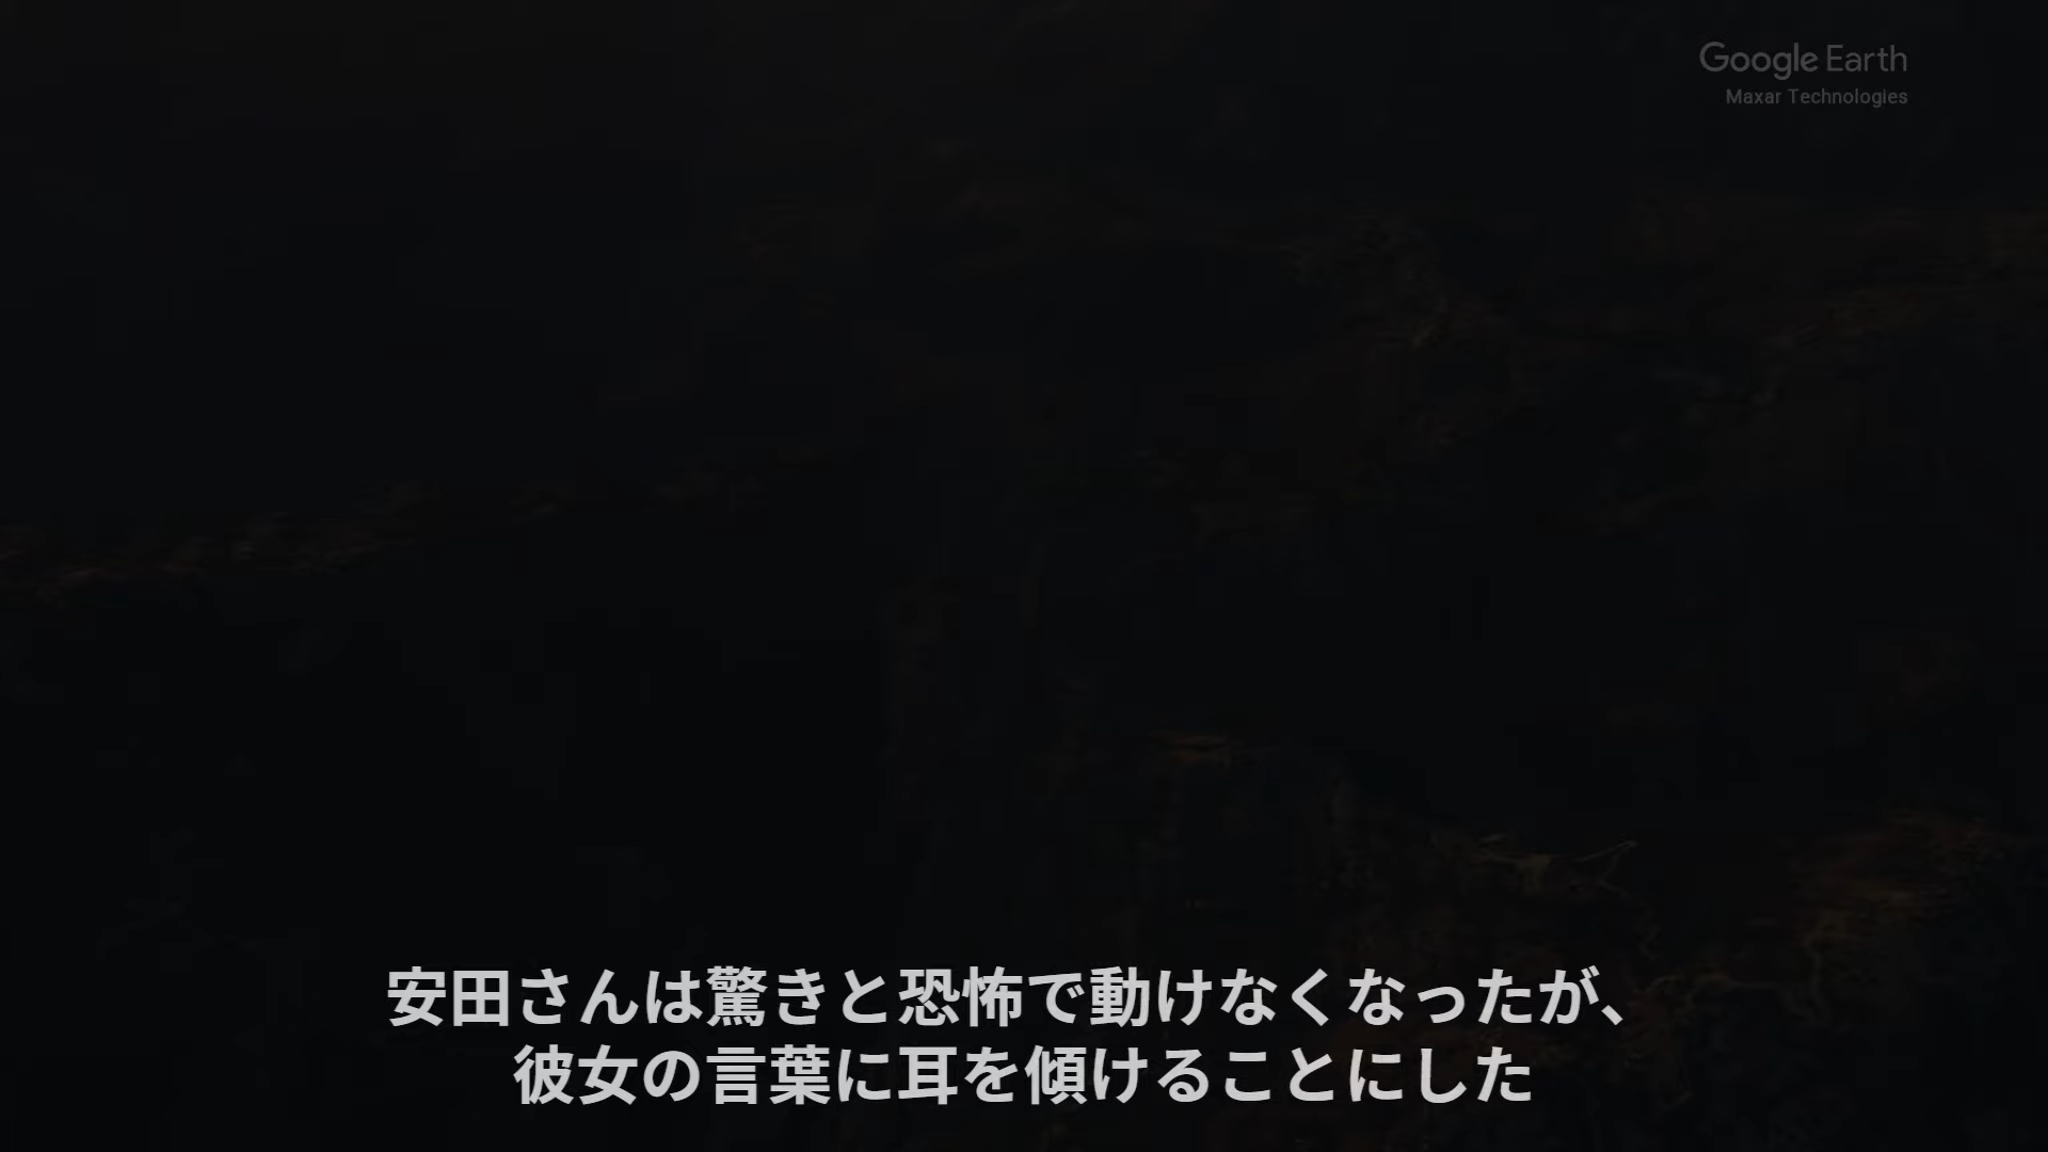 Google Earth
Maxar Technologies
安田さんは驚きと恐怖で動けなくなったが、
彼女の言葉に耳を傾けることにした